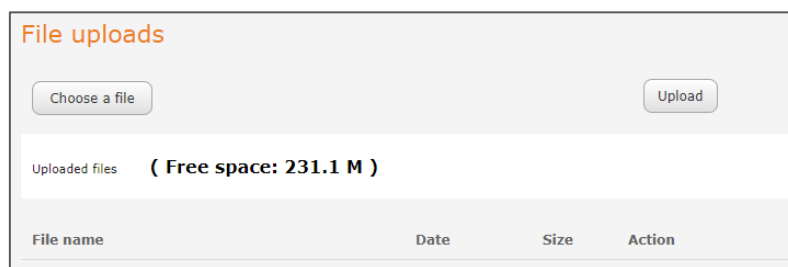 File uploads
Choose a file Upload
Uploaded files ( Free space: 231.1 M )
File name Date Size Action